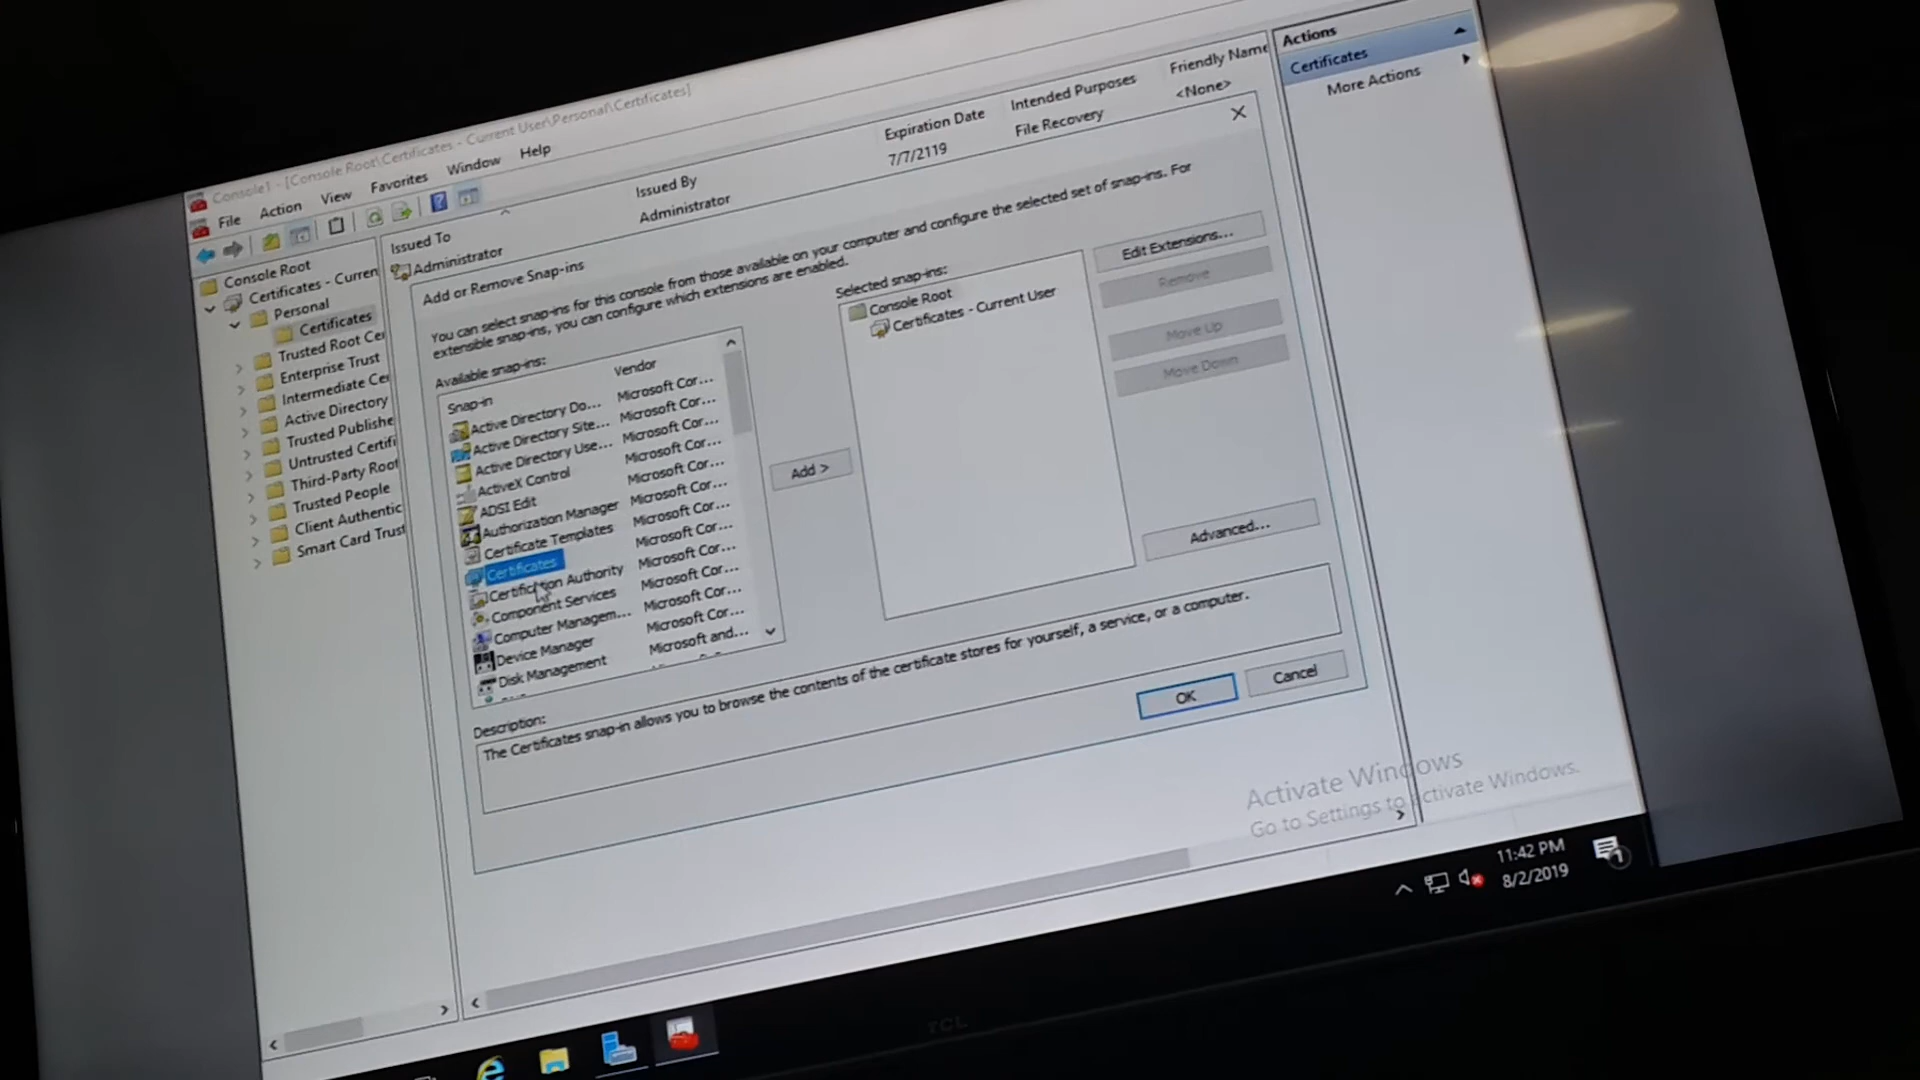 Console1 - [Console Root\Certificates - Current User\Personal\Certificates]
File Action View Favorites Window Help
Console Root
Certificates - Curren
Personal
Certificates
Trusted Root Cer
Enterprise Trust
Intermediate Cer
Active Directory
Trusted Publishe
Untrusted Certifi
Third-Party Root
Trusted People
Client Authentic
Smart Card Trust
Issued To Issued By Expiration Date Intended Purposes Friendly Name
Administrator Administrator 7/7/2119 File Recovery <None>
Actions
Certificates
More Actions
Add or Remove Snap-ins
You can select snap-ins for this console from those available on your computer and configure the selected set of snap-ins. For
extensible snap-ins, you can configure which extensions are enabled.
Available snap-ins:
Snap-in Vendor
Active Directory Do... Microsoft Cor...
Active Directory Site... Microsoft Cor...
Active Directory Use... Microsoft Cor...
ActiveX Control Microsoft Cor...
ADSI Edit Microsoft Cor...
Authorization Manager Microsoft Cor...
Certificate Templates Microsoft Cor...
Certificates Microsoft Cor...
Certification Authority Microsoft Cor...
Component Services Microsoft Cor...
Computer Managem... Microsoft Cor...
Device Manager Microsoft Cor...
Disk Management Microsoft and...
Add >
Selected snap-ins:
Console Root
Certificates - Current User
Edit Extensions...
Remove
Move Up
Move Down
Advanced...
Description:
The Certificates snap-in allows you to browse the contents of the certificate stores for yourself, a service, or a computer.
OK
Cancel
Activate Windows
Go to Settings to activate Windows.
11:42 PM
8/2/2019
1
TCL